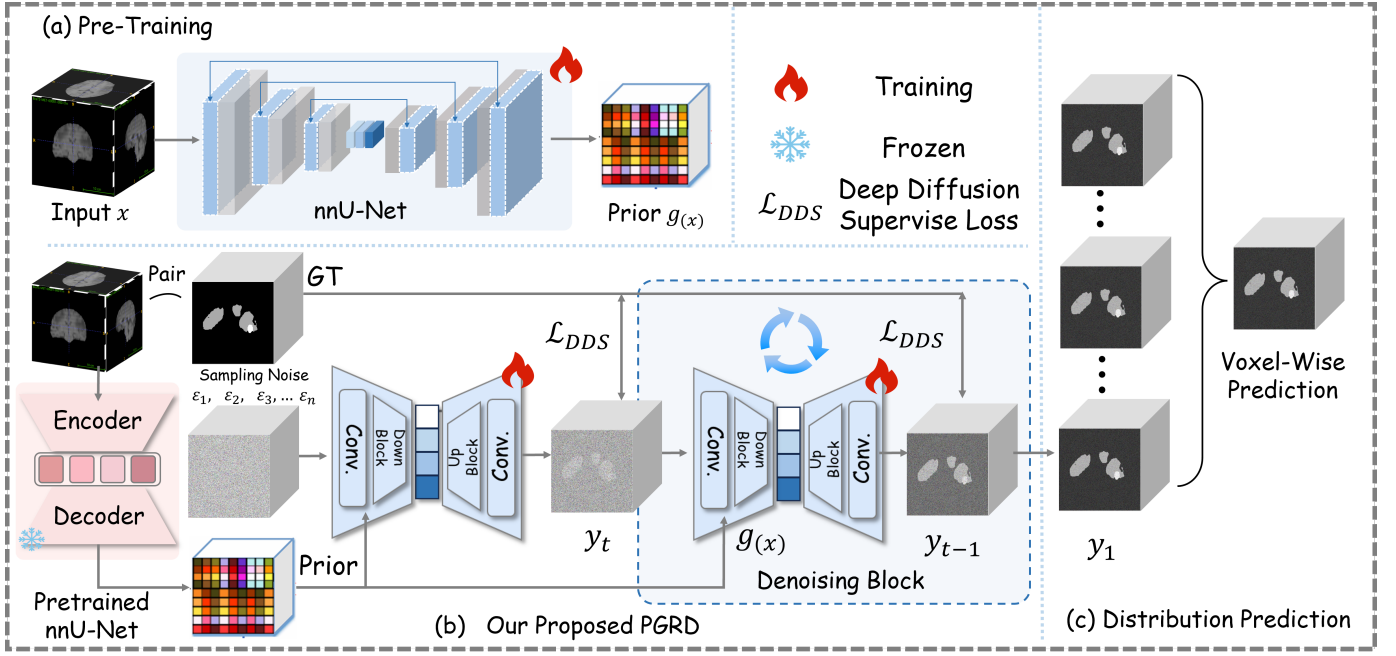 (a) Pre-Training
Input x
nnU-Net
Prior g(x)
Training
Frozen
ℒDDS
Deep Diffusion
Supervise Loss
Pair
GT
Sampling Noise
ε1, ε2, ε3, ... εn
Encoder
Decoder
Pretrained
nnU-Net
Prior
Conv.
Down
Block
Up
Block
Conv.
yt
ℒDDS
Conv.
Down
Block
Up
Block
Conv.
g(x)
ℒDDS
yt−1
Denoising Block
(b) Our Proposed PGRD
y1
Voxel-Wise
Prediction
(c) Distribution Prediction